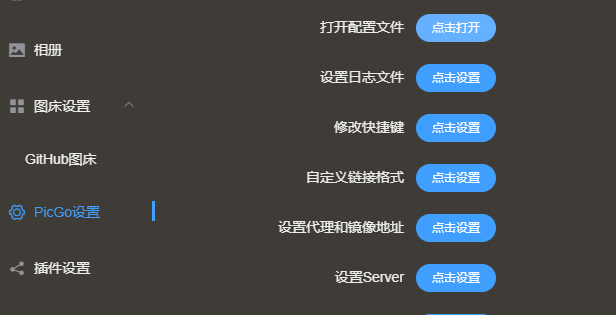 相册
图床设置
GitHub图床
PicGo设置
插件设置
打开配置文件 点击打开
设置日志文件 点击设置
修改快捷键 点击设置
自定义链接格式 点击设置
设置代理和镜像地址 点击设置
设置Server 点击设置